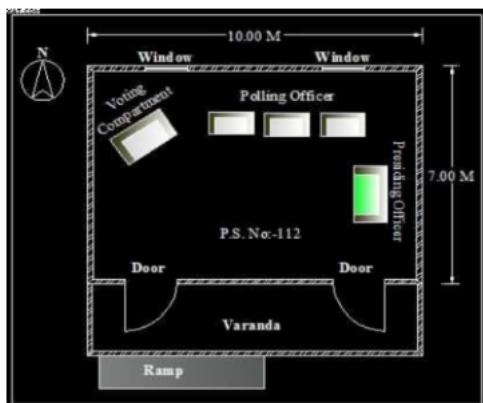 10.00 M
N
Window
Window
Voting
Compartment
Polling Officer
Presiding Officer
7.00 M
P.S. No:-112
Door
Door
Varanda
Ramp